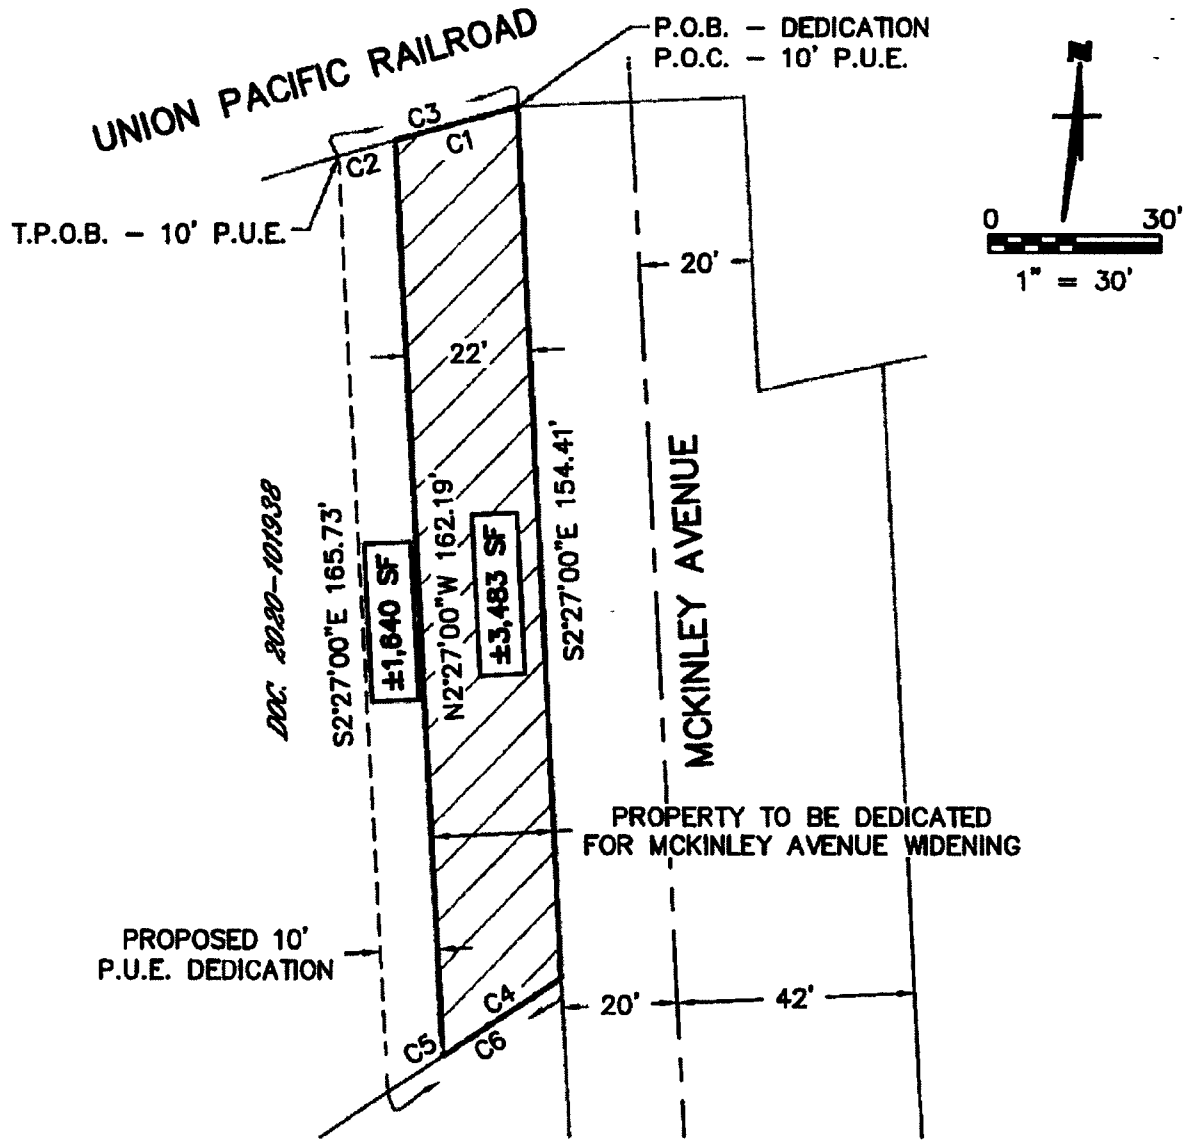 UNION PACIFIC RAILROAD
P.O.B. - DEDICATION
P.O.C. - 10' P.U.E.
N
C3
C1
C2
T.P.O.B. - 10' P.U.E.
0 30'
1" = 30'
20'
22'
DOC. 2020-101938
S2°27'00"E 165.73'
±1,640 SF
N2°27'00"W 162.19'
±3,483 SF
S2°27'00"E 154.41'
MCKINLEY AVENUE
PROPERTY TO BE DEDICATED
FOR MCKINLEY AVENUE WIDENING
PROPOSED 10'
P.U.E. DEDICATION
C4
C5
C6
20'
42'